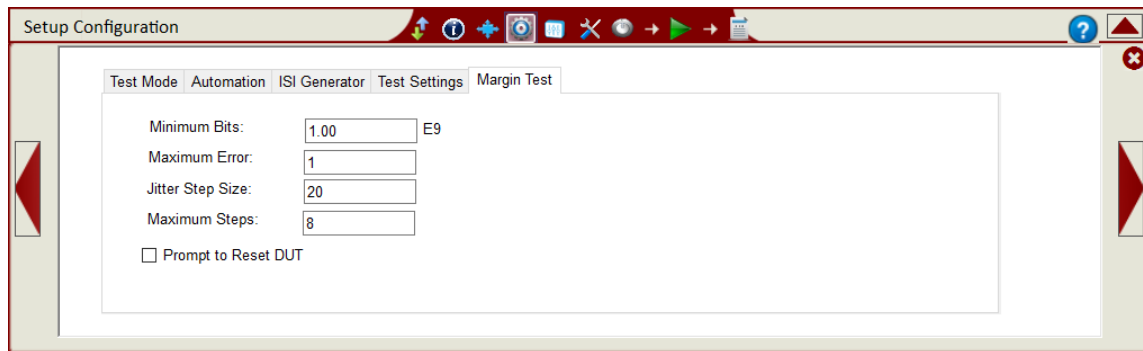 Setup Configuration
Test Mode Automation ISI Generator Test Settings Margin Test
Minimum Bits: 1.00 E9
Maximum Error: 1
Jitter Step Size: 20
Maximum Steps: 8
Prompt to Reset DUT